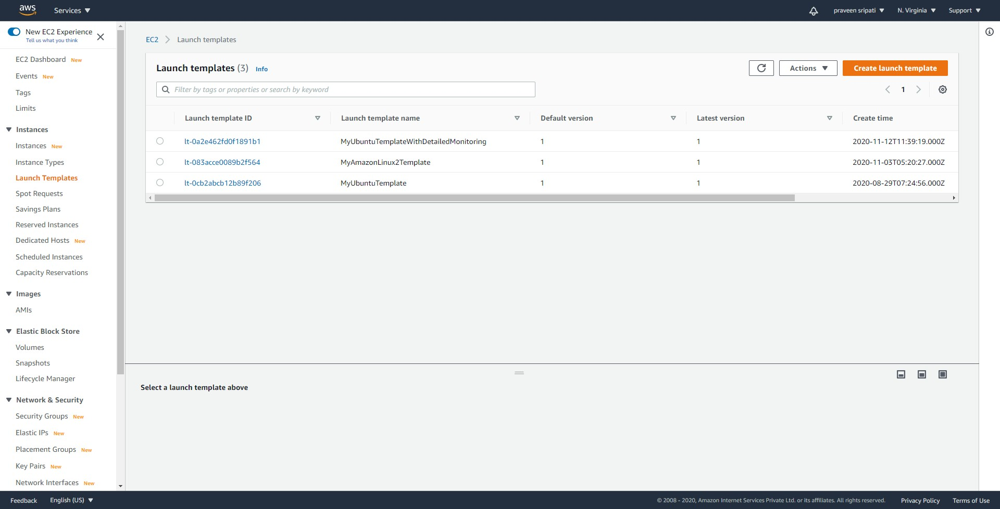 aws
Services
praveen sripati
N. Virginia
Support
New EC2 Experience
Tell us what you think
EC2 Dashboard New
Events New
Tags
Limits
Instances
Instances New
Instance Types
Launch Templates
Spot Requests
Savings Plans
Reserved Instances
Dedicated Hosts New
Scheduled Instances
Capacity Reservations
Images
AMIs
Elastic Block Store
Volumes
Snapshots
Lifecycle Manager
Network & Security
Security Groups New
Elastic IPs New
Placement Groups New
Key Pairs New
Network Interfaces New
EC2 Launch templates
Launch templates (3) Info
Actions
Create launch template
Filter by tags or properties or search by keyword
1
Launch template ID Launch template name Default version Latest version Create time
lt-0a2e462fd0f1891b1 MyUbuntuTemplateWithDetailedMonitoring 1 1 2020-11-12T11:39:19.000Z
lt-083acce0089b2f564 MyAmazonLinux2Template 1 1 2020-11-03T05:20:27.000Z
lt-0cb2abcb12b89f206 MyUbuntuTemplate 1 1 2020-08-29T07:24:56.000Z
Select a launch template above
Feedback
English (US)
© 2008 - 2020, Amazon Internet Services Private Ltd. or its affiliates. All rights reserved.
Privacy Policy
Terms of Use